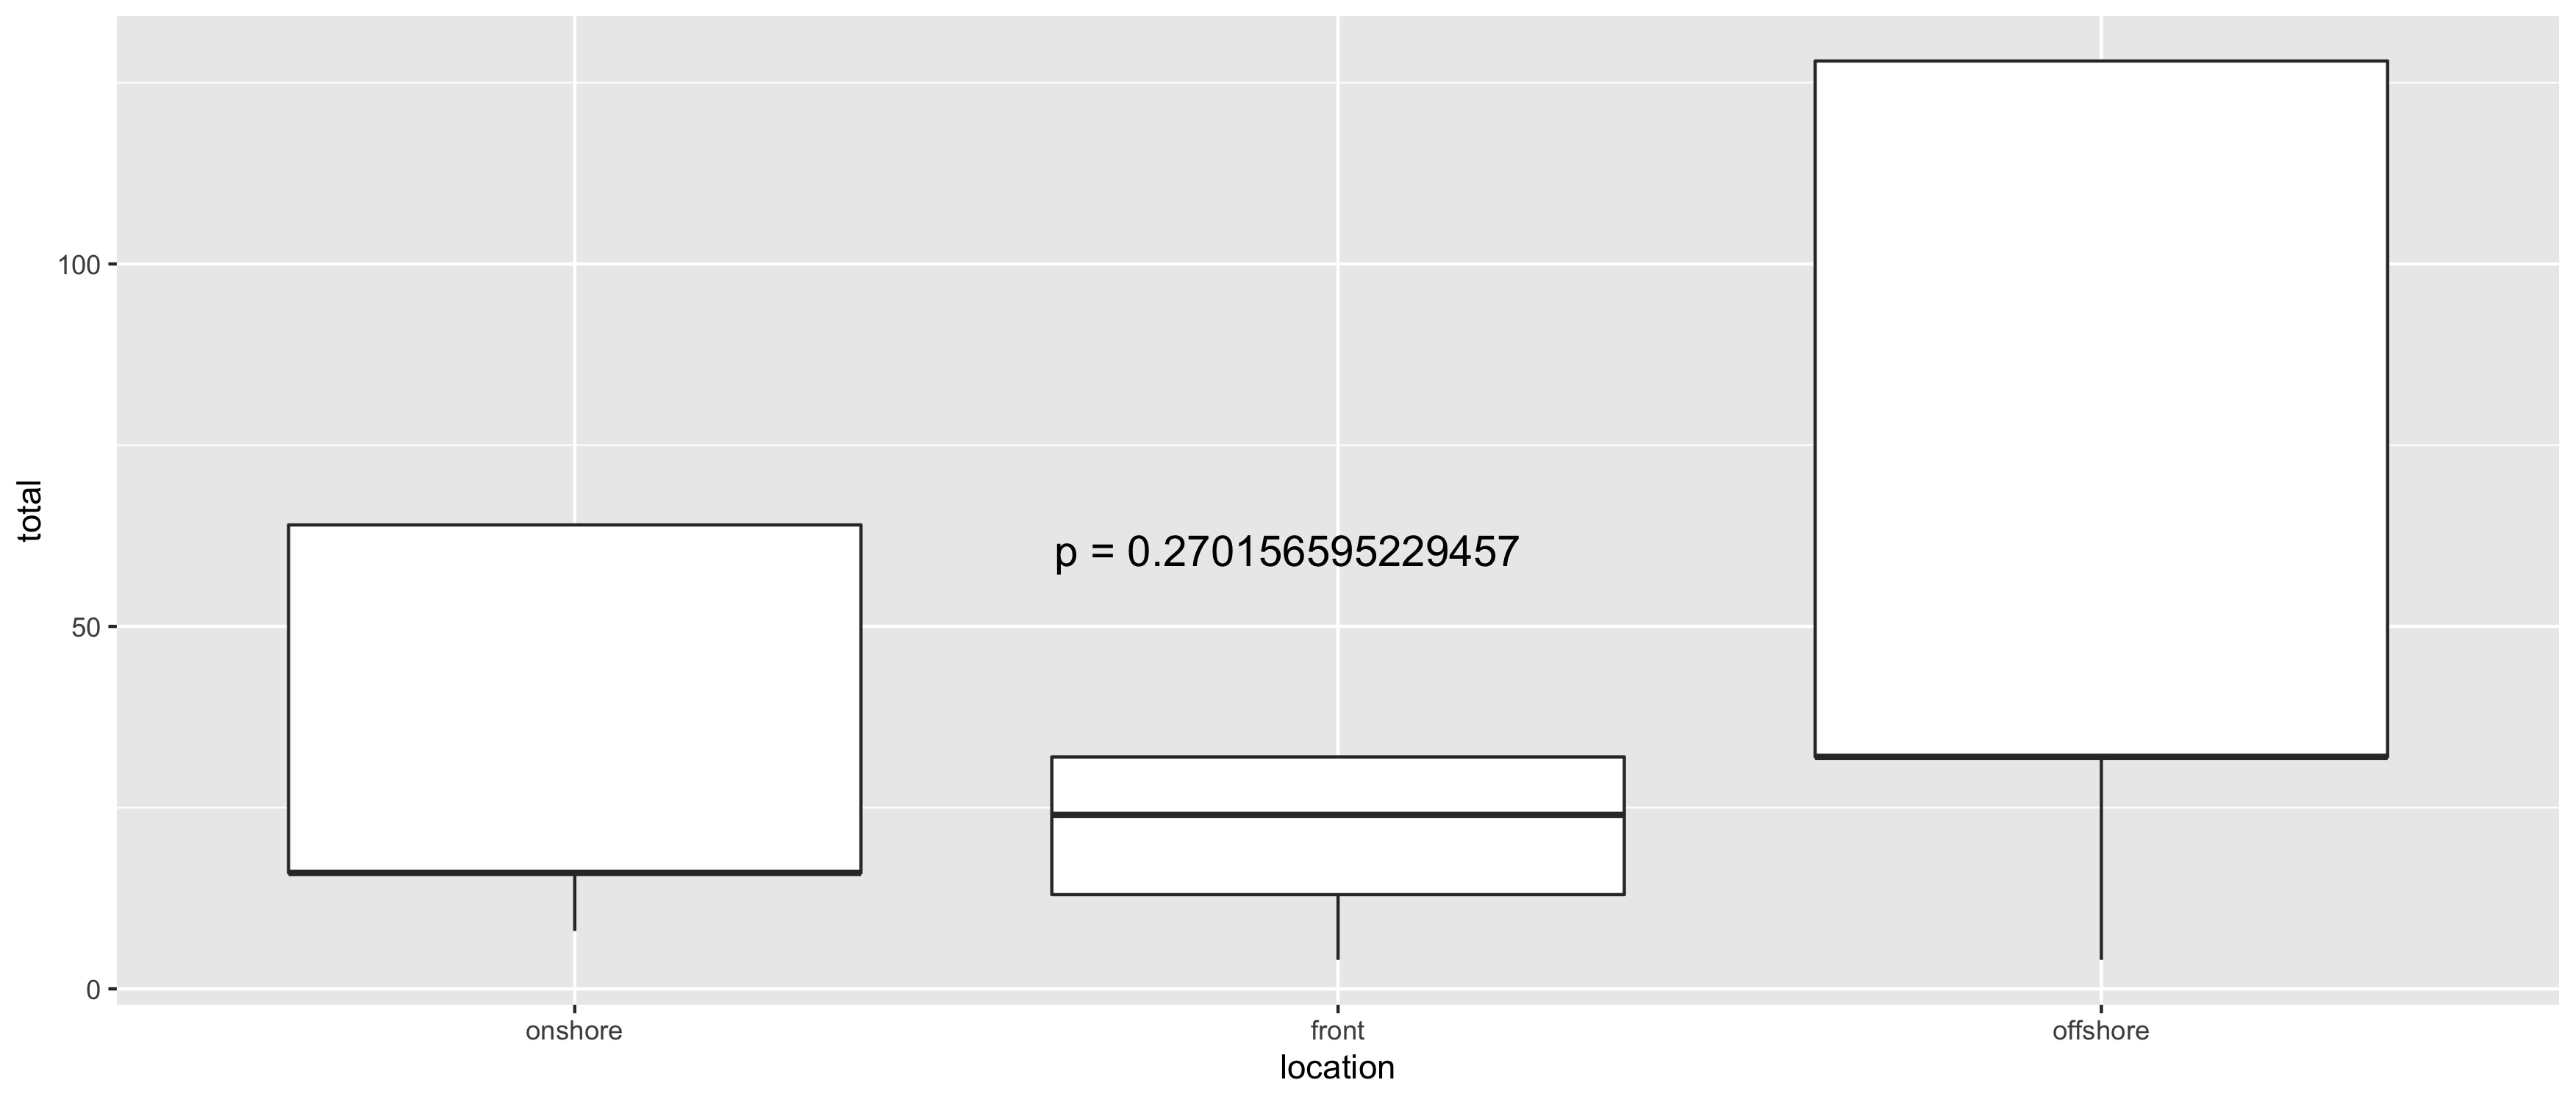 total
100
50
0
p = 0.270156595229457
onshore
front
offshore
location